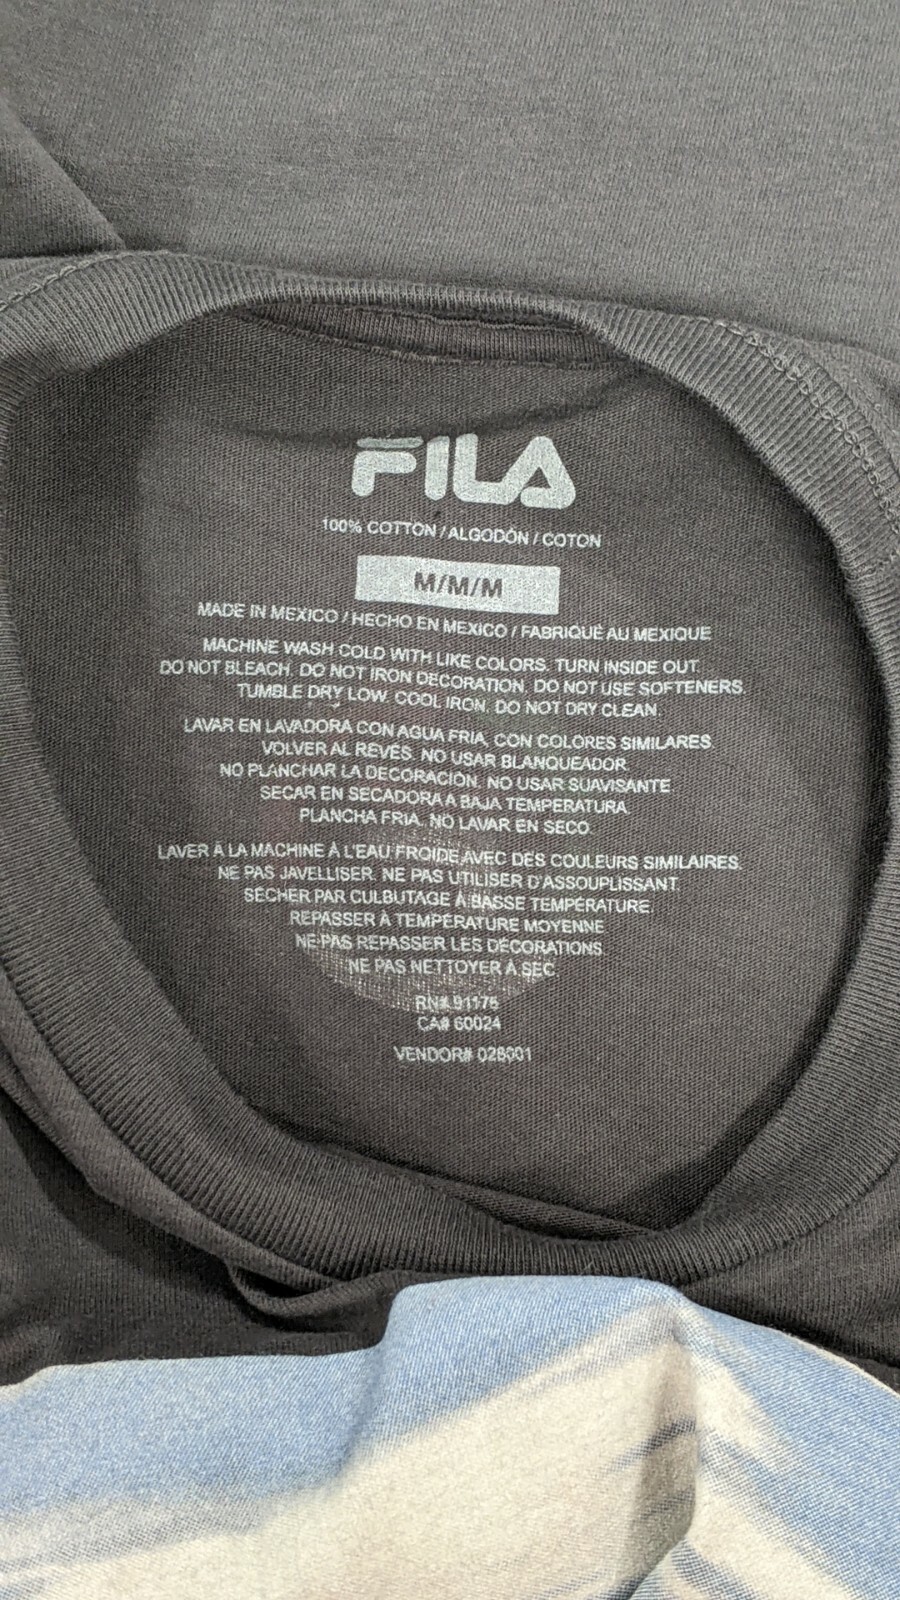 FILA
100% COTTON / ALGODÓN / COTON
M/M/M
MADE IN MEXICO / HECHO EN MEXICO / FABRIQUÉ AU MEXIQUE
MACHINE WASH COLD WITH LIKE COLORS. TURN INSIDE OUT.
DO NOT BLEACH. DO NOT IRON DECORATION. DO NOT USE SOFTENERS.
TUMBLE DRY LOW. COOL IRON. DO NOT DRY CLEAN.
LAVAR EN LAVADORA CON AGUA FRIA, CON COLORES SIMILARES.
VOLVER AL REVÉS. NO USAR BLANQUEADOR.
NO PLANCHAR LA DECORACIÓN. NO USAR SUAVISANTE.
SECAR EN SECADORA A BAJA TEMPERATURA.
PLANCHA FRIA. NO LAVAR EN SECO.
LAVER À LA MACHINE À L'EAU FROIDE AVEC DES COULEURS SIMILAIRES.
NE PAS JAVELLISER. NE PAS UTILISER D'ASSOUPLISSANT.
SÉCHER PAR CULBUTAGE À BASSE TEMPÉRATURE.
REPASSER À TEMPÉRATURE MOYENNE.
NE PAS REPASSER LES DÉCORATIONS.
NE PAS NETTOYER À SEC.
RN# 91175
CA# 60024
VENDOR# 028001